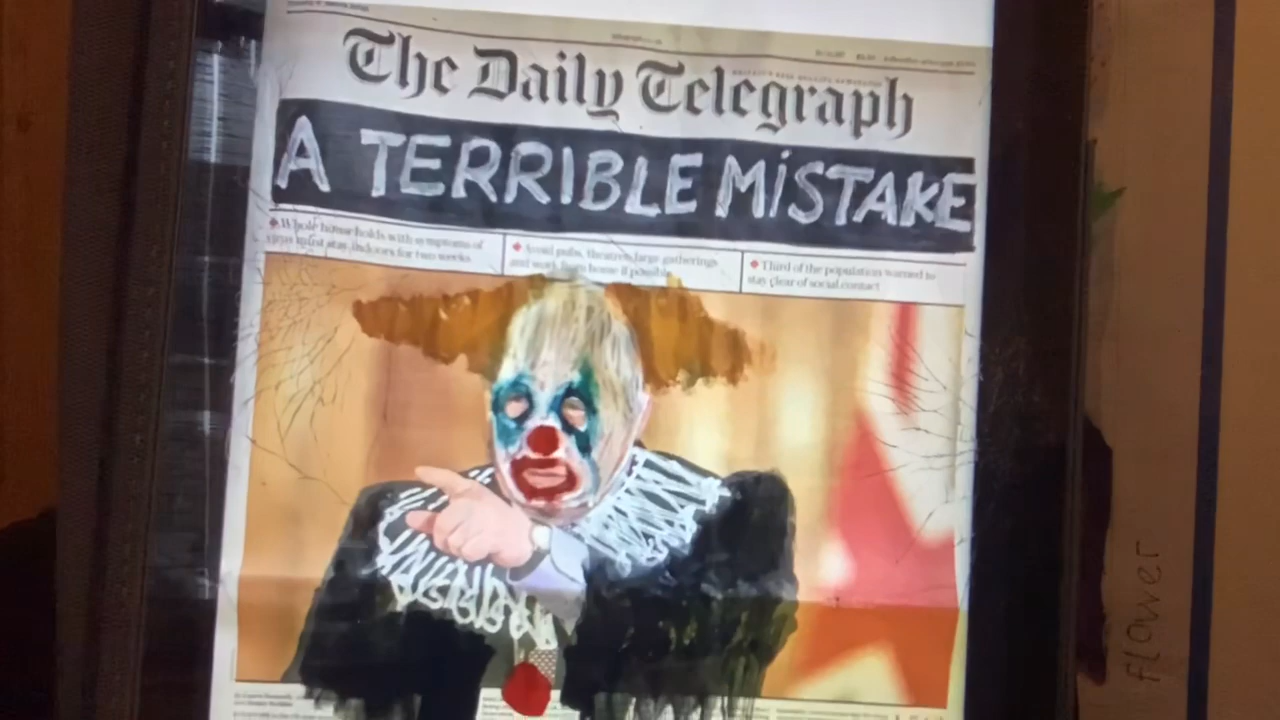 The Daily Telegraph
A TERRIBLE MiSTAKE
Whole households with symptoms of
virus must stay indoors for two weeks
Avoid pubs, theatres, large gatherings
and work from home if possible
Third of the population warned to
stay clear of social contact
flower